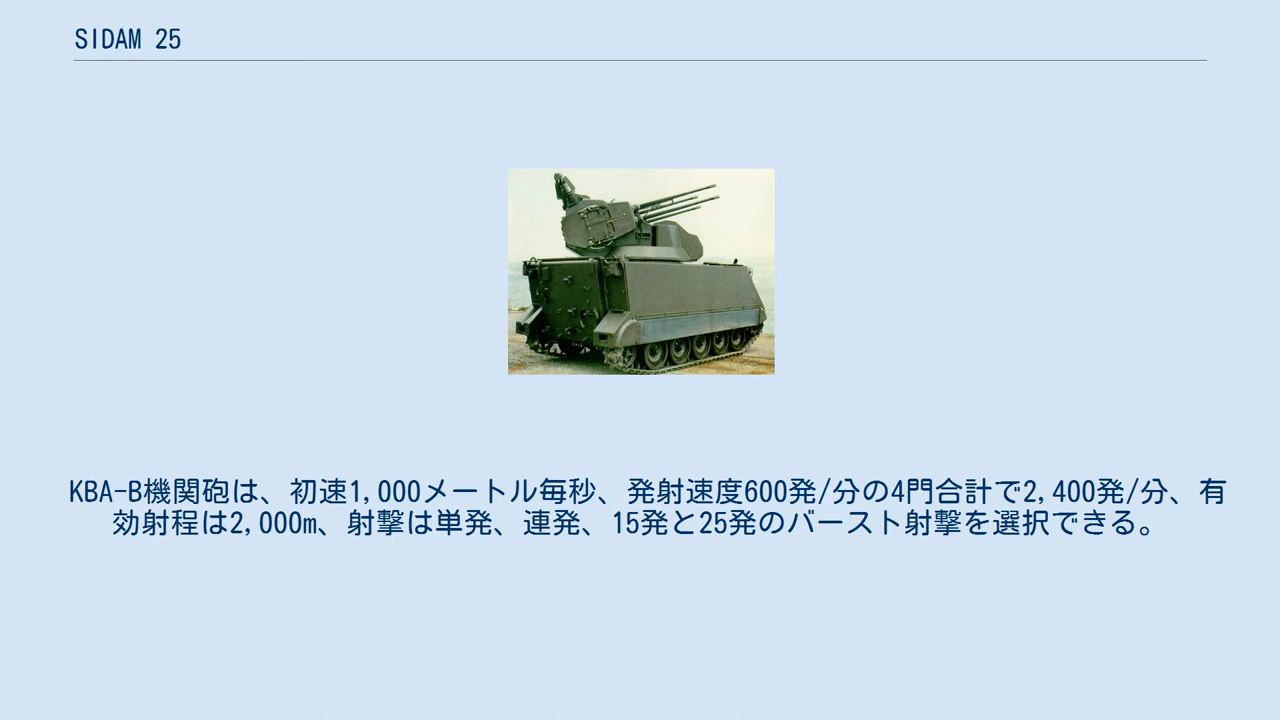 SIDAM 25
KBA-B機関砲は、初速1,000メートル毎秒、発射速度600発/分の4門合計で2,400発/分、有
効射程は2,000m、射撃は単発、連発、15発と25発のバースト射撃を選択できる。